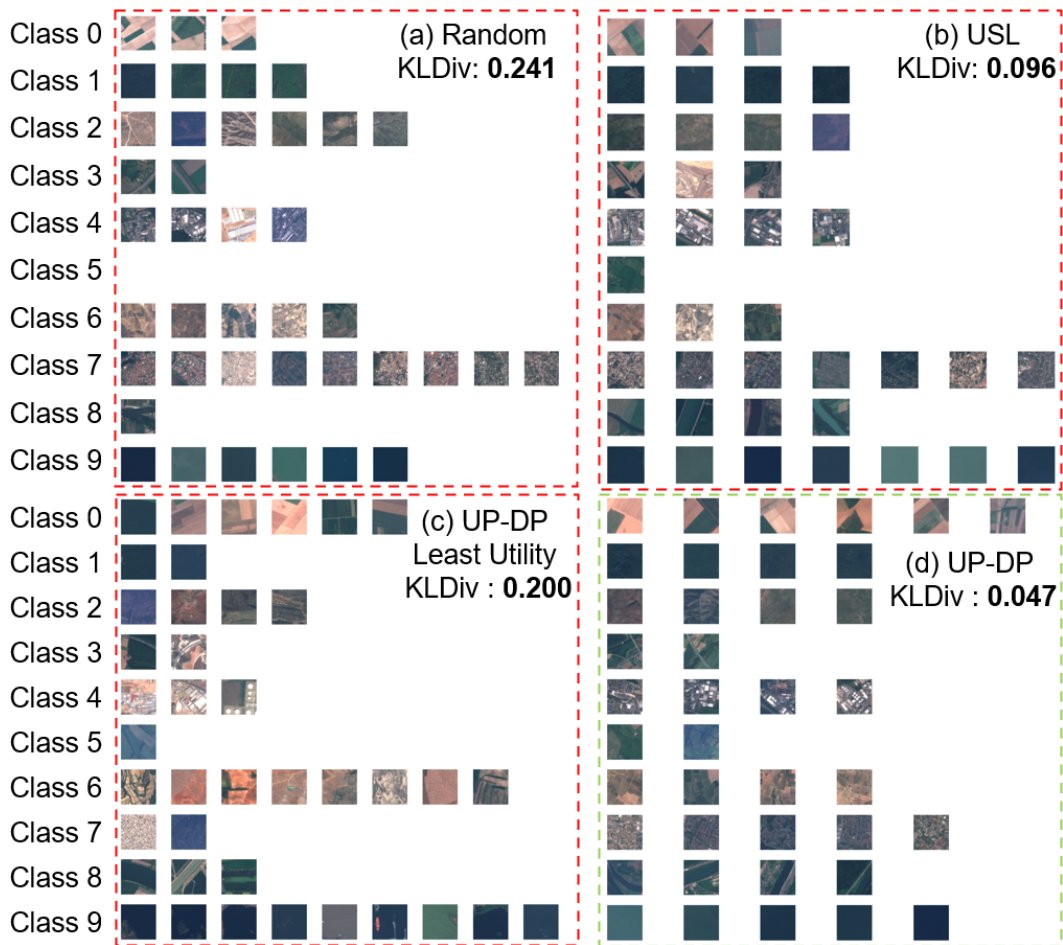 Class 0
Class 1
Class 2
Class 3
Class 4
Class 5
Class 6
Class 7
Class 8
Class 9
(a) Random
KLDiv: 0.241
(b) USL
KLDiv: 0.096
Class 0
Class 1
Class 2
Class 3
Class 4
Class 5
Class 6
Class 7
Class 8
Class 9
(c) UP-DP
Least Utility
KLDiv : 0.200
(d) UP-DP
KLDiv : 0.047